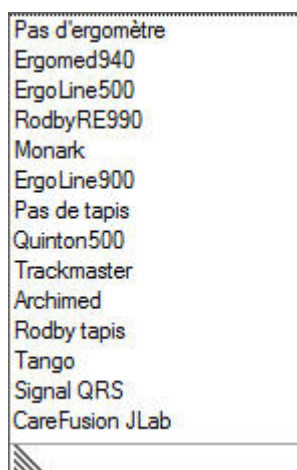 Pas d'ergomètre
Ergomed940
ErgoLine500
RodbyRE990
Monark
ErgoLine900
Pas de tapis
Quinton500
Trackmaster
Archimed
Rodby tapis
Tango
Signal QRS
CareFusion JLab